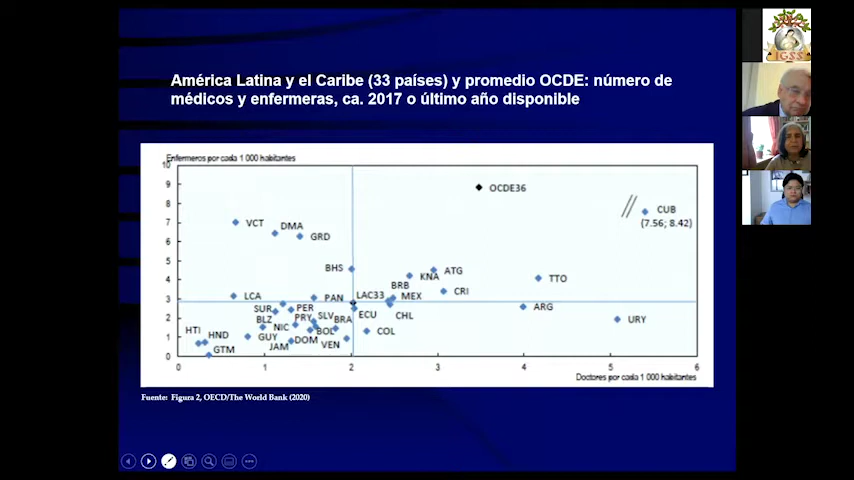 América Latina y el Caribe (33 países) y promedio OCDE: número de
médicos y enfermeras, ca. 2017 o último año disponible
Enfermeros por cada 1 000 habitantes
10
9
8
7
6
5
4
3
2
1
0
OCDE36
CUB
(7.56; 8.42)
VCT
DMA
GRD
BHS
KNA
ATG
TTO
LCA
PAN
LAC33
BRB
MEX
CRI
SUR
PER
ECU
CHL
ARG
BLZ
PRY
SLV
BRA
URY
HTI
HND
NIC
BOL
COL
GTM
GUY
JAM
DOM
VEN
0 1 2 3 4 5 6
Doctores por cada 1 000 habitantes
Fuente: Figura 2, OECD/The World Bank (2020)
IGSS